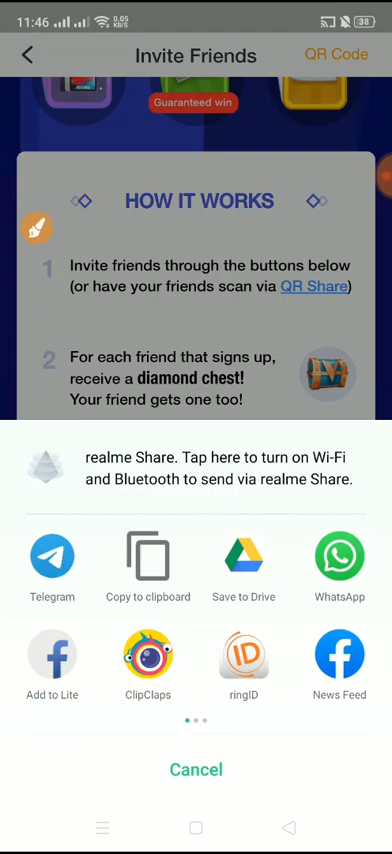 11:46 0.05 KB/S 38
Invite Friends QR Code
Guaranteed win
HOW IT WORKS
1 Invite friends through the buttons below
(or have your friends scan via QR Share)
2 For each friend that signs up,
receive a diamond chest!
Your friend gets one too!
realme Share. Tap here to turn on Wi-Fi
and Bluetooth to send via realme Share.
Telegram Copy to clipboard Save to Drive WhatsApp
ID
Add to Lite ClipClaps ringID News Feed
Cancel